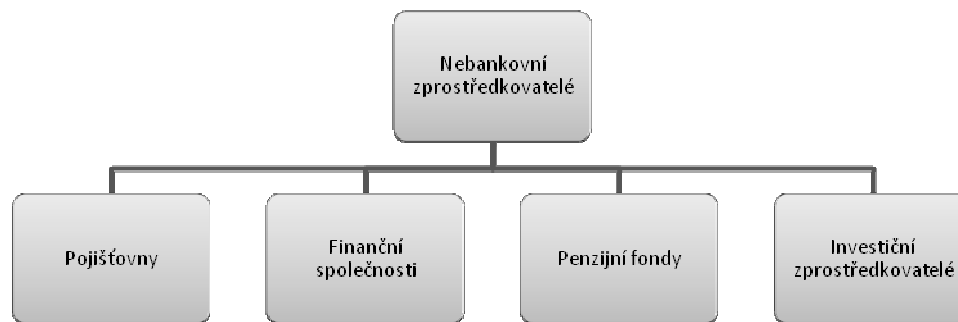 Nebankovní
zprostředkovatelé
Pojišťovny
Finanční
společnosti
Penzijní fondy
Investiční
zprostředkovatelé